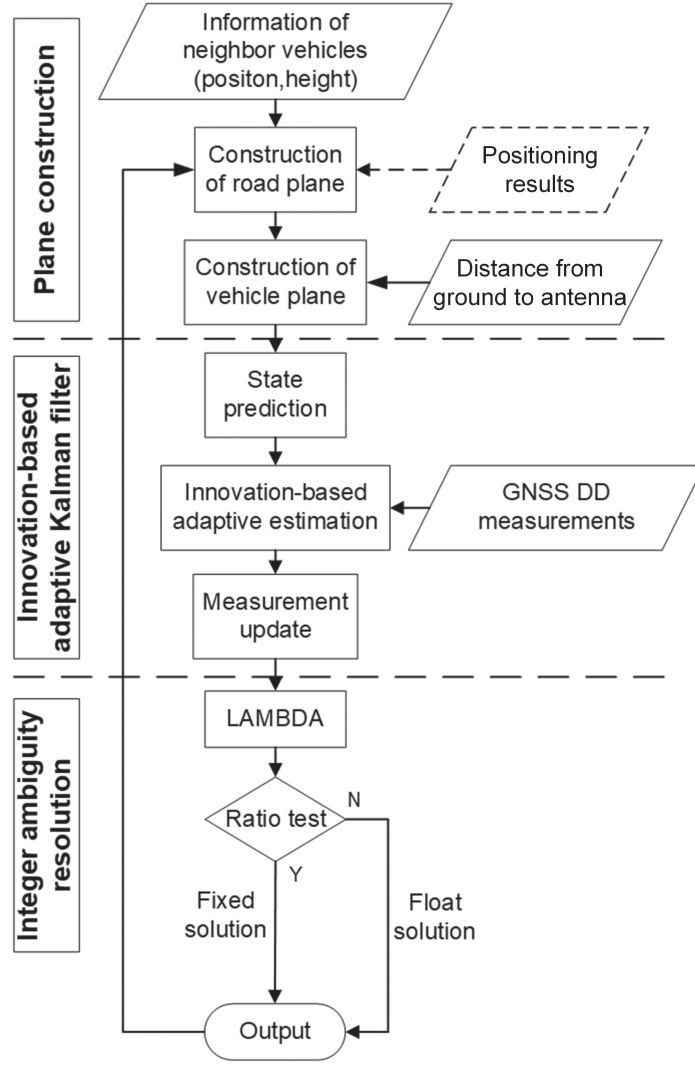 Plane construction
Information of
neighbor vehicles
(positon,height)
Construction
of road plane
Positioning
results
Construction of
vehicle plane
Distance from
ground to antenna
Innovation-based
adaptive Kalman filter
State
prediction
Innovation-based
adaptive estimation
GNSS DD
measurements
Measurement
update
Integer ambiguity
resolution
LAMBDA
Ratio test
N
Y
Fixed
solution
Float
solution
Output